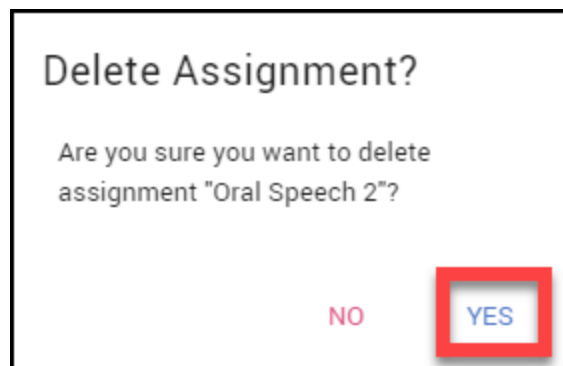 Delete Assignment?
Are you sure you want to delete
assignment "Oral Speech 2"?
NO YES